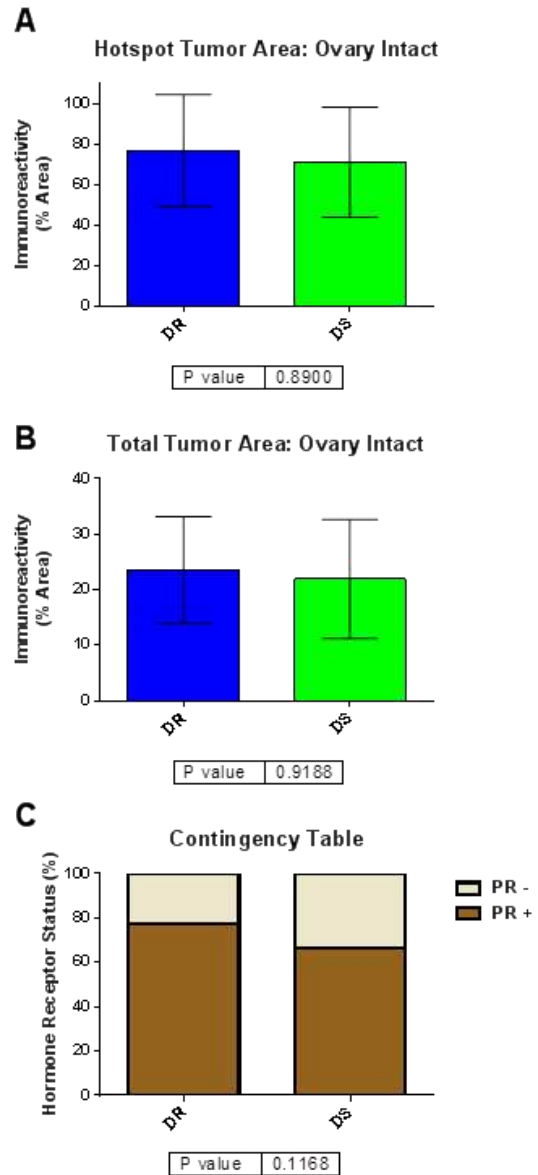 A
Hotspot Tumor Area: Ovary Intact
Immunoreactivity
(% Area)
100
80
60
40
20
0
DR
DS
P value 0.8900
B
Total Tumor Area: Ovary Intact
Immunoreactivity
(% Area)
40
30
20
10
0
DR
DS
P value 0.9188
C
Contingency Table
Hormone Receptor Status (%)
100
80
60
40
20
0
DR
DS
PR -
PR +
P value 0.1168